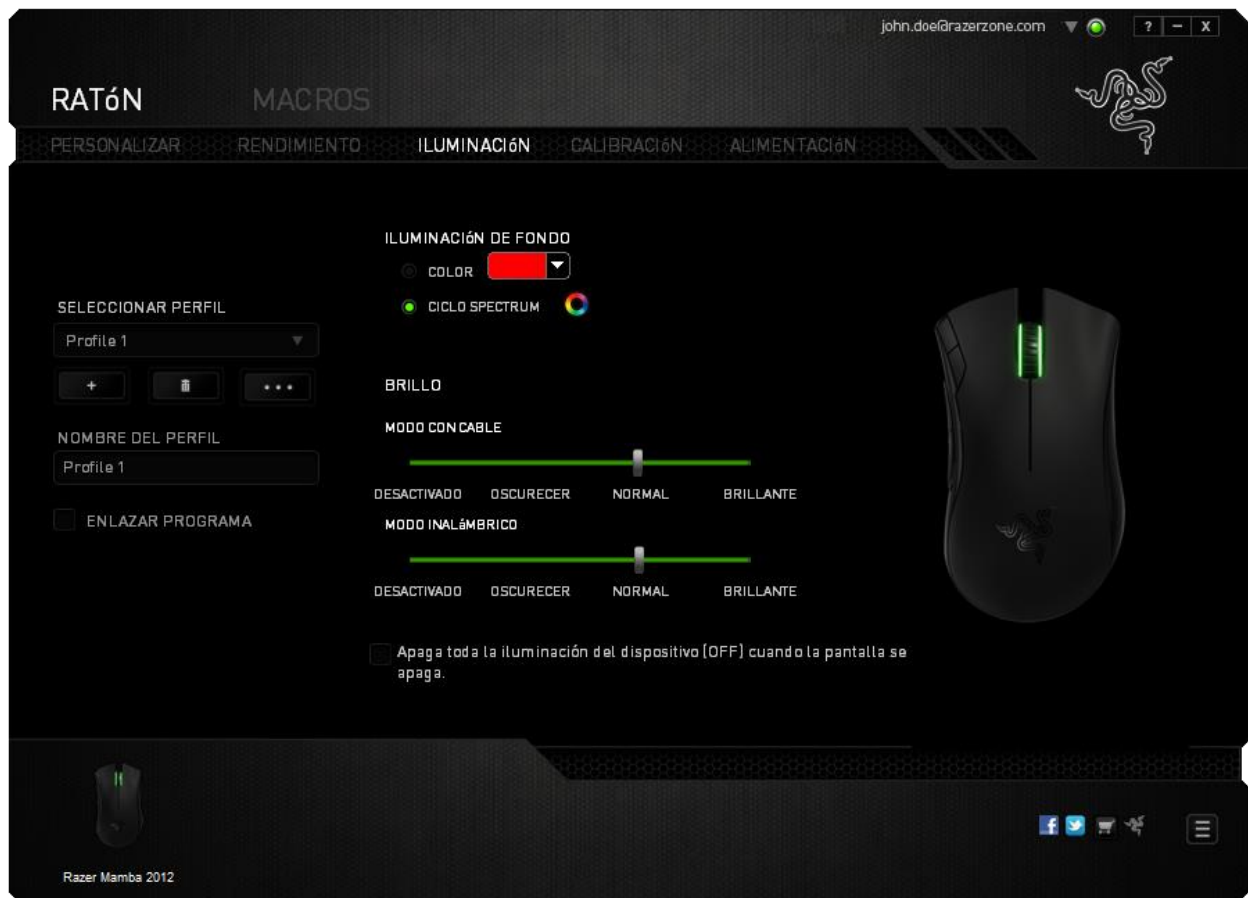 john.doe@razerzone.com
? – X
RATóN MACROS
PERSONALIZAR RENDIMIENTO ILUMINACIóN CALIBRACIóN ALIMENTACIóN
ILUMINACIóN DE FONDO
COLOR
CICLO SPECTRUM
SELECCIONAR PERFIL
Profile 1
+ •••
NOMBRE DEL PERFIL
Profile 1
ENLAZAR PROGRAMA
BRILLO
MODO CON CABLE
DESACTIVADO OSCURECER NORMAL BRILLANTE
MODO INALáMBRICO
DESACTIVADO OSCURECER NORMAL BRILLANTE
Apaga toda la iluminación del dispositivo (OFF) cuando la pantalla se
apaga.
Razer Mamba 2012